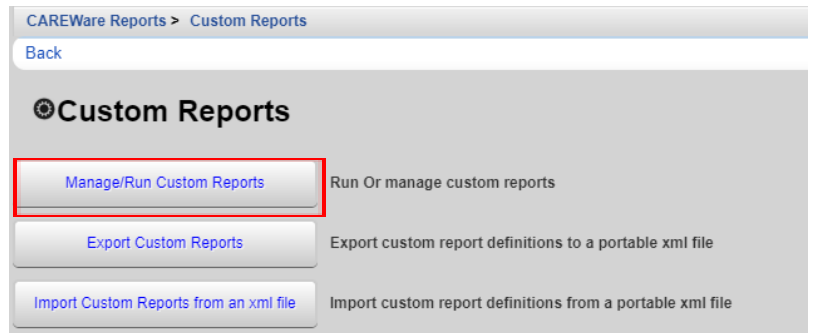 CAREWare Reports > Custom Reports
Back
Custom Reports
Manage/Run Custom Reports Run Or manage custom reports
Export Custom Reports Export custom report definitions to a portable xml file
Import Custom Reports from an xml file Import custom report definitions from a portable xml file